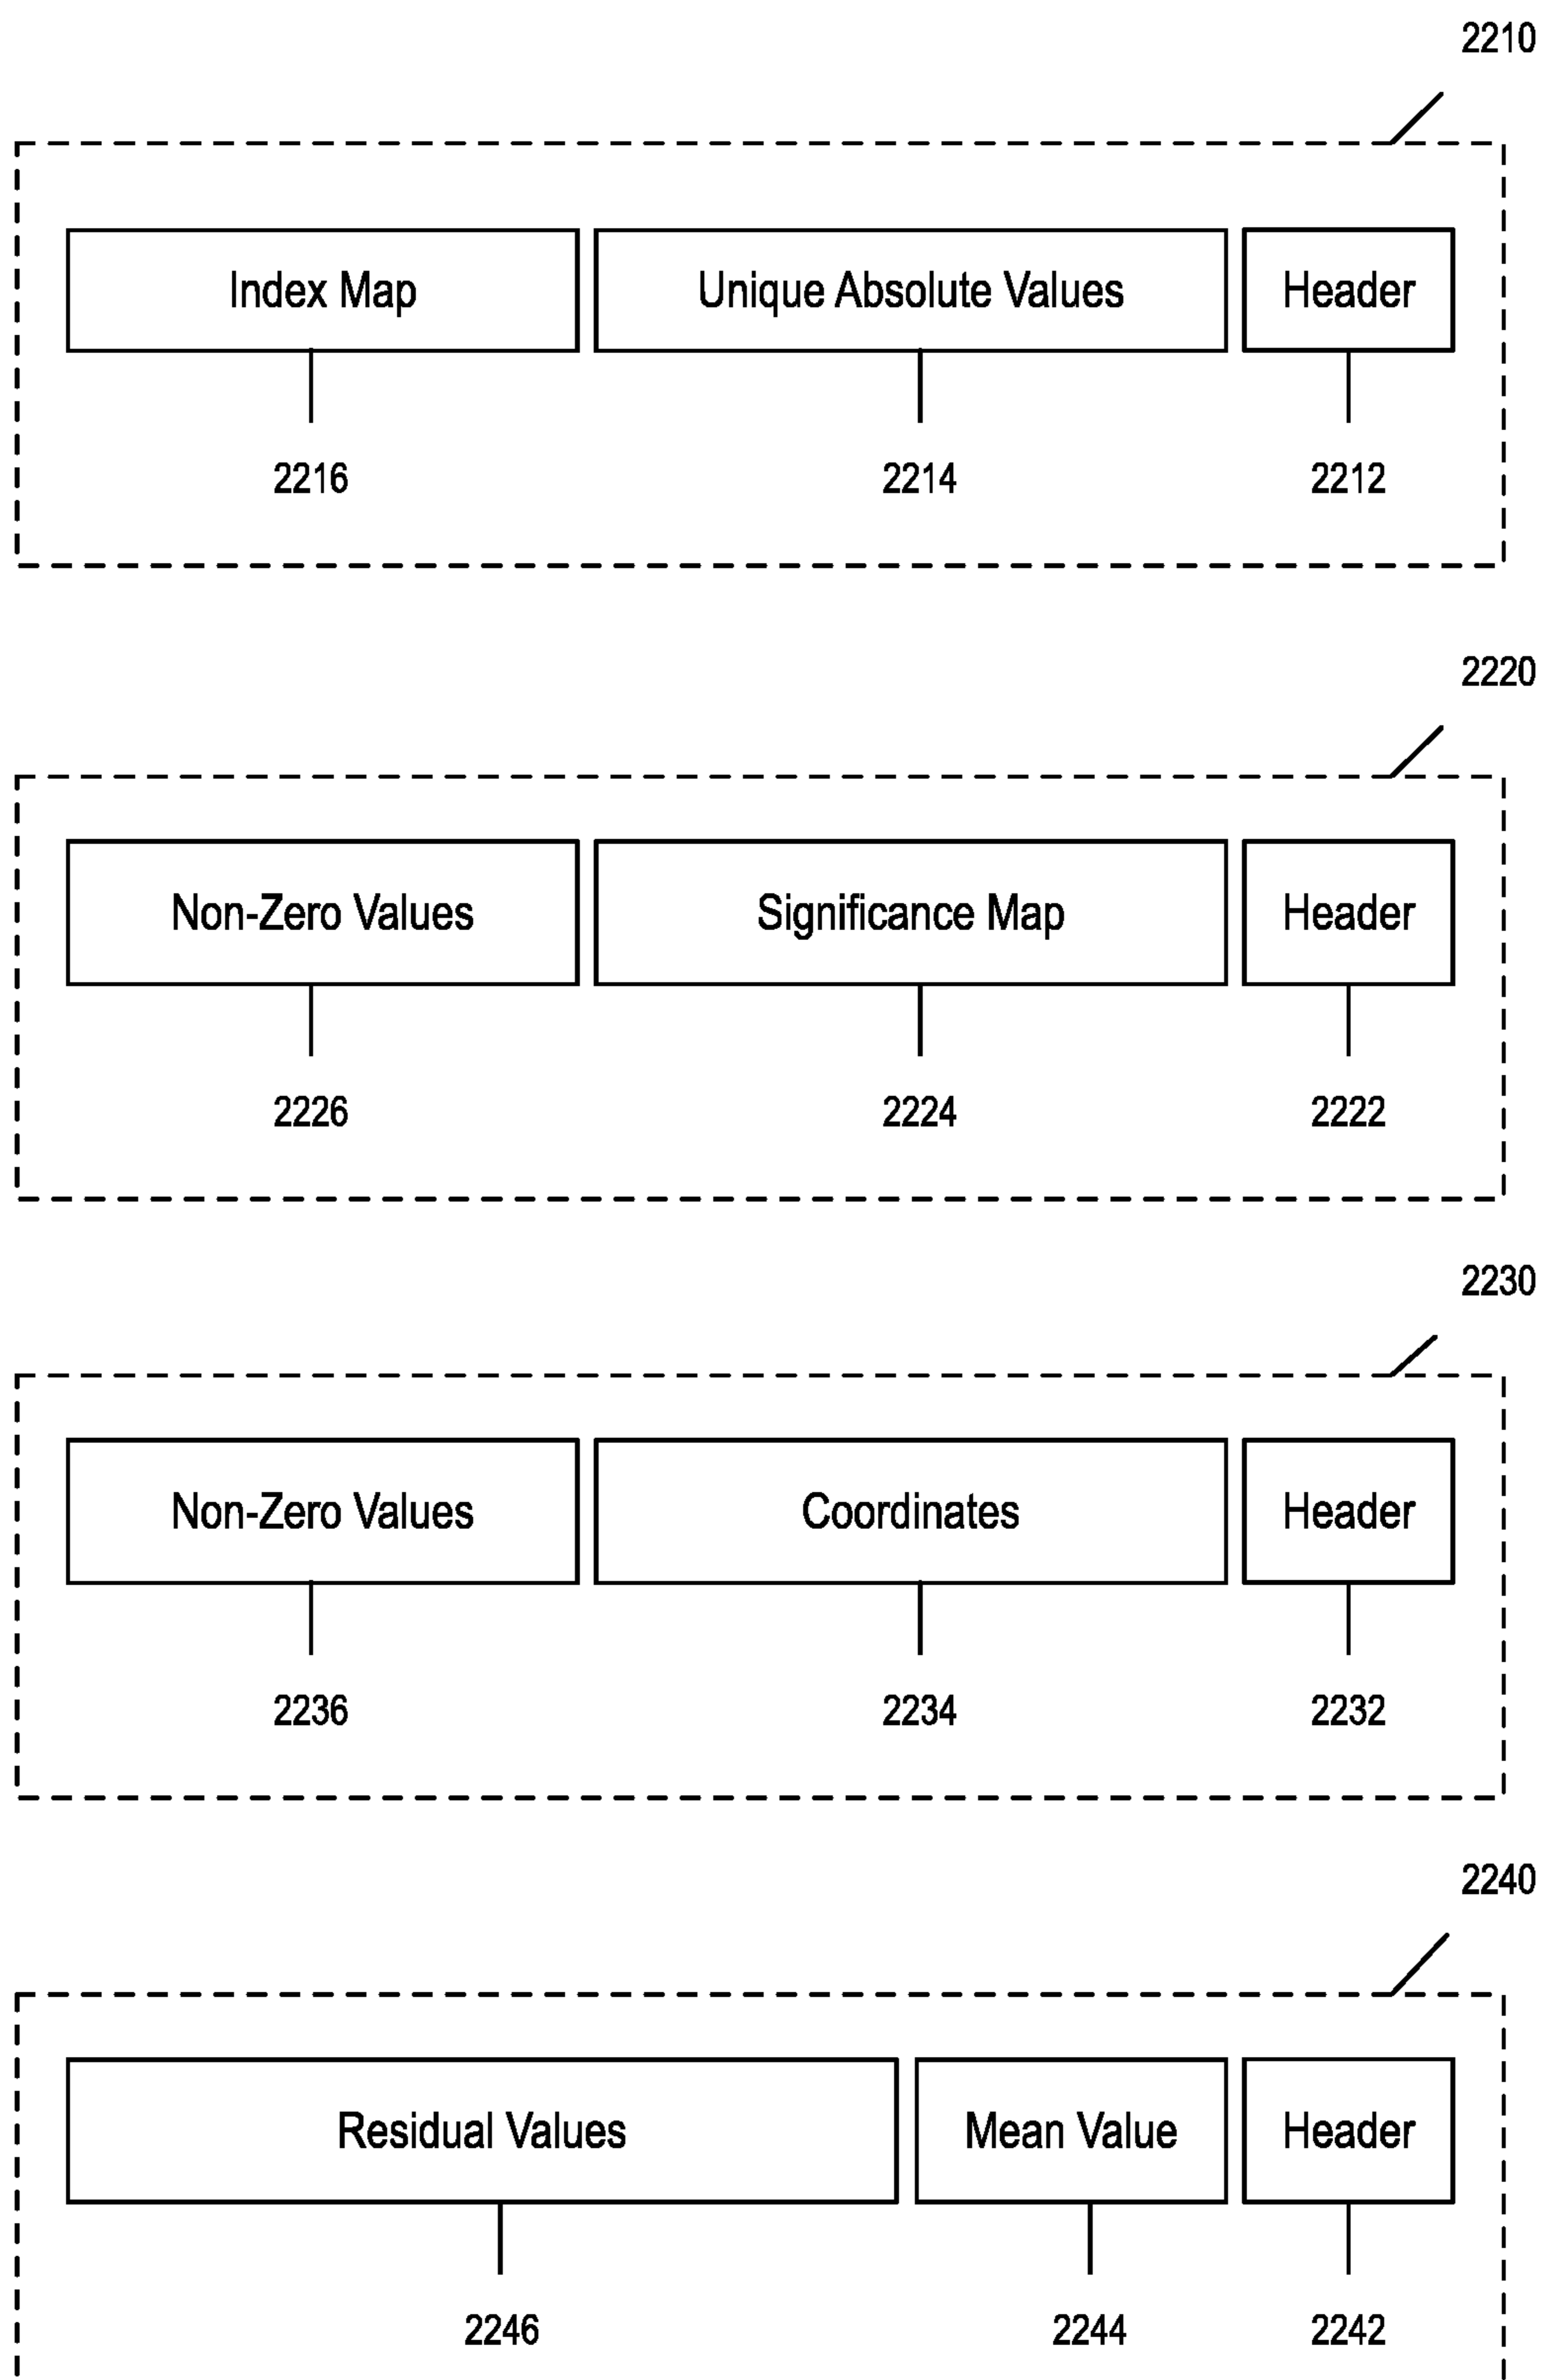 2210
Index Map Unique Absolute Values Header
2216 2214 2212
2220
Non-Zero Values Significance Map Header
2226 2224 2222
2230
Non-Zero Values Coordinates Header
2236 2234 2232
2240
Residual Values Mean Value Header
2246 2244 2242